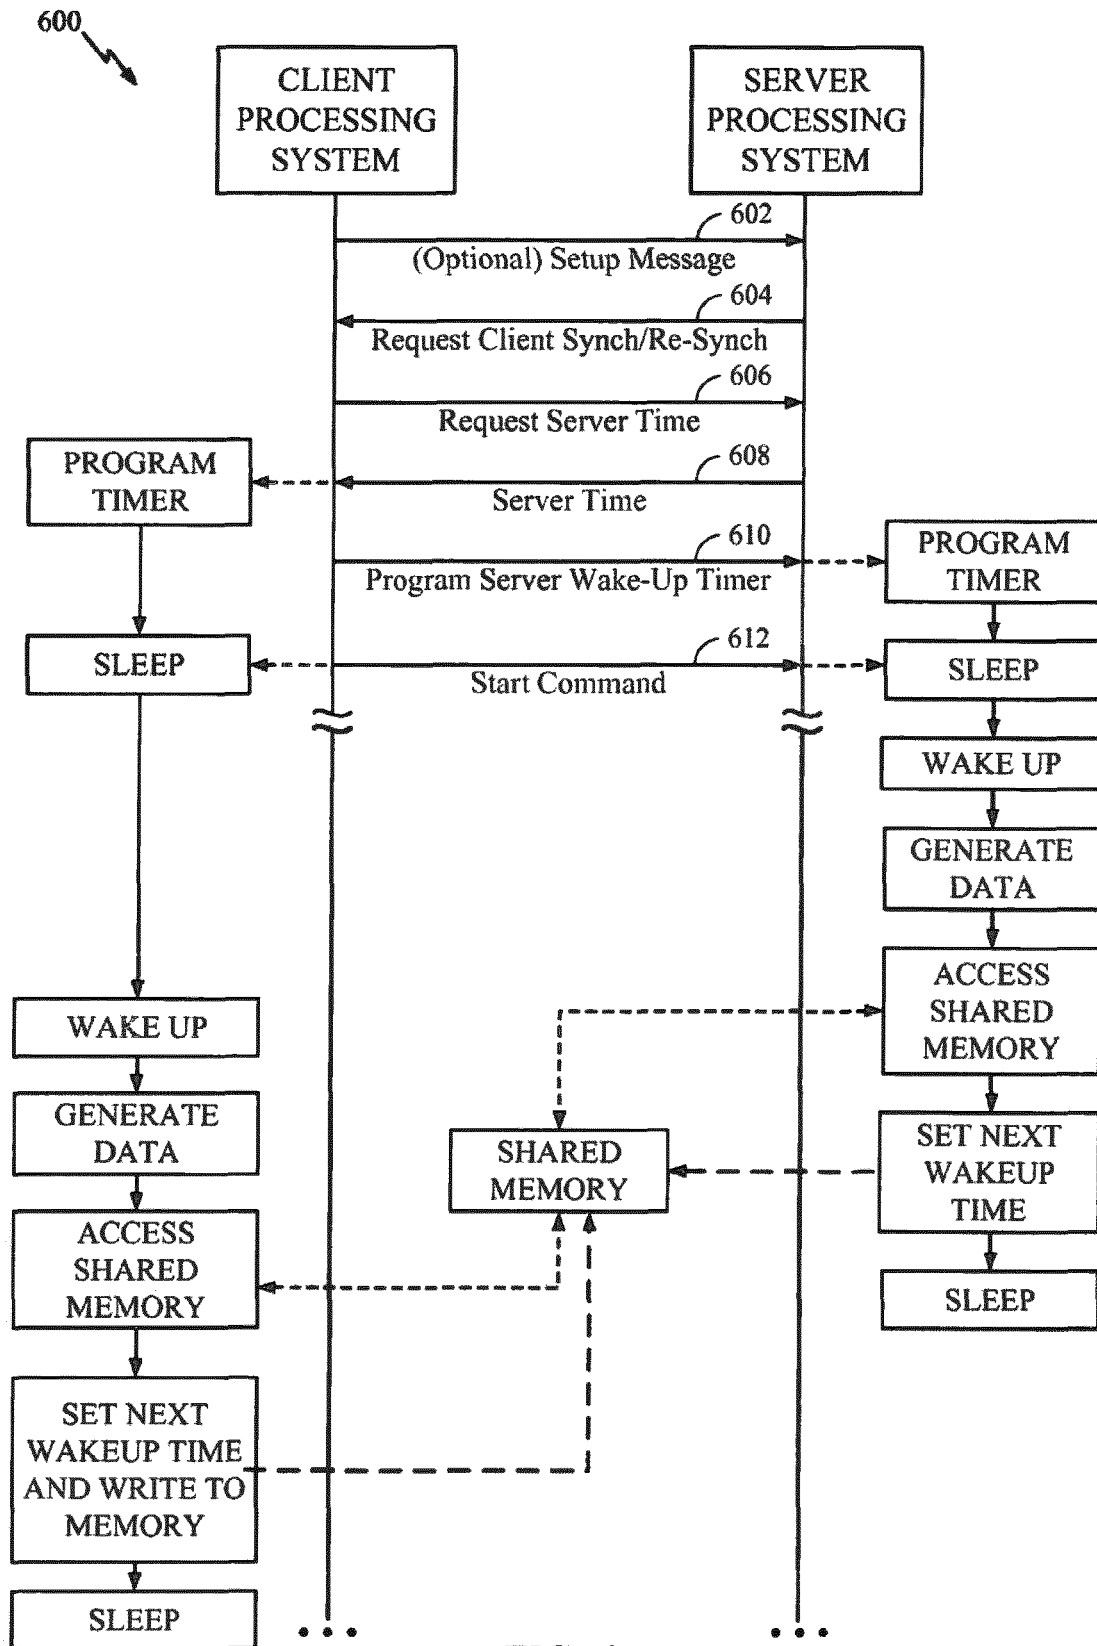 600
CLIENT
PROCESSING
SYSTEM
SERVER
PROCESSING
SYSTEM
602
(Optional) Setup Message
604
Request Client Synch/Re-Synch
606
Request Server Time
608
Server Time
PROGRAM
TIMER
610
Program Server Wake-Up Timer
PROGRAM
TIMER
612
Start Command
SLEEP
SLEEP
WAKE UP
GENERATE
DATA
ACCESS
SHARED
MEMORY
WAKE UP
GENERATE
DATA
SHARED
MEMORY
SET NEXT
WAKEUP
TIME
ACCESS
SHARED
MEMORY
SLEEP
SET NEXT
WAKEUP TIME
AND WRITE TO
MEMORY
SLEEP